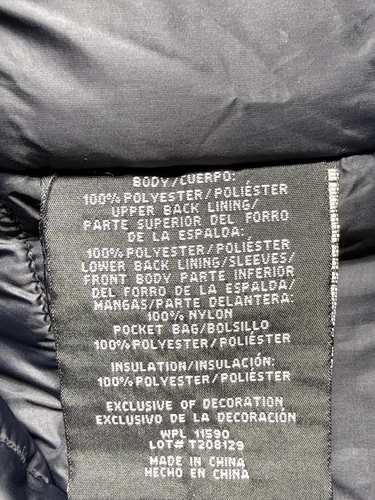 BODY/CUERPO:
100% POLYESTER/POLIÉSTER
UPPER BACK LINING/
PARTE SUPERIOR DEL FORRO
DE LA ESPALDA:
100% POLYESTER/POLIÉSTER
LOWER BACK LINING/SLEEVES/
FRONT BODY PARTE INFERIOR
DEL FORRO DE LA ESPALDA/
MANGAS/PARTE DELANTERA:
100% NYLON
POCKET BAG/BOLSILLO
100% POLYESTER/POLIÉSTER
INSULATION/INSULACIÓN:
100% POLYESTER/POLIÉSTER
EXCLUSIVE OF DECORATION
EXCLUSIVO DE LA DECORACIÓN
WPL 11590
LOT# T208129
MADE IN CHINA
HECHO EN CHINA